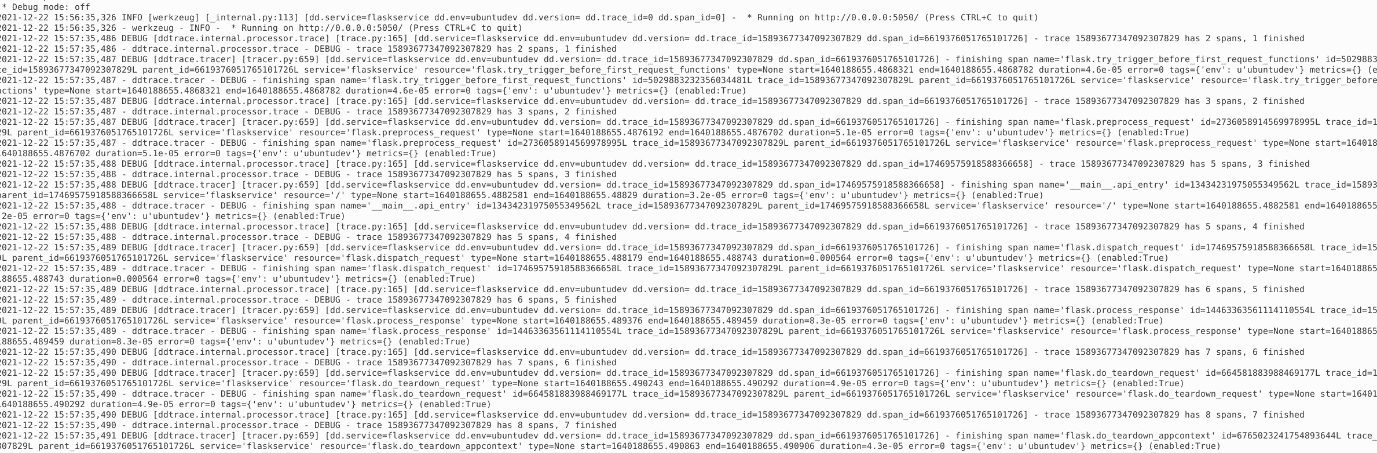 * Debug mode: off
2021-12-22 15:56:35,326 INFO [werkzeug] [_internal.py:113] [dd.service=flaskservice dd.env=ubuntudev dd.version= dd.trace_id=0 dd.span_id=0] -  * Running on http://0.0.0.0:5050/ (Press CTRL+C to quit)
2021-12-22 15:56:35,326 - werkzeug - INFO -   * Running on http://0.0.0.0:5050/ (Press CTRL+C to quit)
2021-12-22 15:57:35,486 DEBUG [ddtrace.internal.processor.trace] [trace.py:165] [dd.service=flaskservice dd.env=ubuntudev dd.version= dd.trace_id=15893677347092307829 dd.span_id=6619376051765101726] - trace 15893677347092307829 has 2 spans, 1 finished
2021-12-22 15:57:35,486 - ddtrace.internal.processor.trace - DEBUG - trace 15893677347092307829 has 2 spans, 1 finished
2021-12-22 15:57:35,486 DEBUG [ddtrace.tracer] [tracer.py:659] [dd.service=flaskservice dd.env=ubuntudev dd.version= dd.trace_id=15893677347092307829 dd.span_id=6619376051765101726] - finishing span name='flask.try_trigger_before_first_request_functions' id=502988
ce_id=15893677347092307829L parent_id=6619376051765101726L service='flaskservice' resource='flask.try_trigger_before_first_request_functions' type=None start=1640188655.4868321 end=1640188655.4868782 duration=4.6e-05 error=0 tags={'env': u'ubuntudev'} metrics={} (e
2021-12-22 15:57:35,486 - ddtrace.tracer - DEBUG - finishing span name='flask.try_trigger_before_first_request_functions' id=5029883232356034481L trace_id=15893677347092307829L parent_id=6619376051765101726L service='flaskservice' resource='flask.try_trigger_before
ctions' type=None start=1640188655.4868321 end=1640188655.4868782 duration=4.6e-05 error=0 tags={'env': u'ubuntudev'} metrics={} (enabled:True)
2021-12-22 15:57:35,487 DEBUG [ddtrace.internal.processor.trace] [trace.py:165] [dd.service=flaskservice dd.env=ubuntudev dd.version= dd.trace_id=15893677347092307829 dd.span_id=6619376051765101726] - trace 15893677347092307829 has 3 spans, 2 finished
2021-12-22 15:57:35,487 - ddtrace.internal.processor.trace - DEBUG - trace 15893677347092307829 has 3 spans, 2 finished
2021-12-22 15:57:35,487 DEBUG [ddtrace.tracer] [tracer.py:659] [dd.service=flaskservice dd.env=ubuntudev dd.version= dd.trace_id=15893677347092307829 dd.span_id=6619376051765101726] - finishing span name='flask.preprocess_request' id=2736058914569978995L trace_id=1
29L parent_id=6619376051765101726L service='flaskservice' resource='flask.preprocess_request' type=None start=1640188655.4876192 end=1640188655.4876702 duration=5.1e-05 error=0 tags={'env': u'ubuntudev'} metrics={} (enabled:True)
2021-12-22 15:57:35,487 - ddtrace.tracer - DEBUG - finishing span name='flask.preprocess_request' id=2736058914569978995L trace_id=15893677347092307829L parent_id=6619376051765101726L service='flaskservice' resource='flask.preprocess_request' type=None start=16401
.640188655.4876702 duration=5.1e-05 error=0 tags={'env': u'ubuntudev'} metrics={} (enabled:True)
2021-12-22 15:57:35,488 DEBUG [ddtrace.internal.processor.trace] [trace.py:165] [dd.service=flaskservice dd.env=ubuntudev dd.version= dd.trace_id=15893677347092307829 dd.span_id=17469575918588366658] - trace 15893677347092307829 has 5 spans, 3 finished
2021-12-22 15:57:35,488 - ddtrace.internal.processor.trace - DEBUG - trace 15893677347092307829 has 5 spans, 3 finished
2021-12-22 15:57:35,488 DEBUG [ddtrace.tracer] [tracer.py:659] [dd.service=flaskservice dd.env=ubuntudev dd.version= dd.trace_id=15893677347092307829 dd.span_id=17469575918588366658] - finishing span name='__main__.api_entry' id=13434231975055349562L trace_id=15893
parent_id=17469575918588366658L service='flaskservice' resource='/' type=None start=1640188655.4882581 end=1640188655.48829 duration=3.2e-05 error=0 tags={'env': u'ubuntudev'} metrics={} (enabled:True)
2021-12-22 15:57:35,488 - ddtrace.tracer - DEBUG - finishing span name='__main__.api_entry' id=13434231975055349562L trace_id=15893677347092307829L parent_id=17469575918588366658L service='flaskservice' resource='/' type=None start=1640188655.4882581 end=1640188655
.2e-05 error=0 tags={'env': u'ubuntudev'} metrics={} (enabled:True)
2021-12-22 15:57:35,488 DEBUG [ddtrace.internal.processor.trace] [trace.py:165] [dd.service=flaskservice dd.env=ubuntudev dd.version= dd.trace_id=15893677347092307829 dd.span_id=6619376051765101726] - trace 15893677347092307829 has 5 spans, 4 finished
2021-12-22 15:57:35,488 - ddtrace.internal.processor.trace - DEBUG - trace 15893677347092307829 has 5 spans, 4 finished
2021-12-22 15:57:35,488 DEBUG [ddtrace.tracer] [tracer.py:659] [dd.service=flaskservice dd.env=ubuntudev dd.version= dd.trace_id=15893677347092307829 dd.span_id=6619376051765101726] - finishing span name='flask.dispatch_request' id=17469575918588366658L trace_id=15
L parent_id=6619376051765101726L service='flaskservice' resource='flask.dispatch_request' type=None start=1640188655.488179 end=1640188655.488743 duration=0.000564 error=0 tags={'env': u'ubuntudev'} metrics={} (enabled:True)
2021-12-22 15:57:35,488 - ddtrace.tracer - DEBUG - finishing span name='flask.dispatch_request' id=17469575918588366658L trace_id=15893677347092307829L parent_id=6619376051765101726L service='flaskservice' resource='flask.dispatch_request' type=None start=16401886
88655.488743 duration=0.000564 error=0 tags={'env': u'ubuntudev'} metrics={} (enabled:True)
2021-12-22 15:57:35,489 DEBUG [ddtrace.internal.processor.trace] [trace.py:165] [dd.service=flaskservice dd.env=ubuntudev dd.version= dd.trace_id=15893677347092307829 dd.span_id=6619376051765101726] - trace 15893677347092307829 has 6 spans, 5 finished
2021-12-22 15:57:35,489 - ddtrace.internal.processor.trace - DEBUG - trace 15893677347092307829 has 6 spans, 5 finished
2021-12-22 15:57:35,489 DEBUG [ddtrace.tracer] [tracer.py:659] [dd.service=flaskservice dd.env=ubuntudev dd.version= dd.trace_id=15893677347092307829 dd.span_id=6619376051765101726] - finishing span name='flask.process_response' id=14463363561114110554L trace_id=15
L parent_id=6619376051765101726L service='flaskservice' resource='flask.process_response' type=None start=1640188655.489376 end=1640188655.489459 duration=8.3e-05 error=0 tags={'env': u'ubuntudev'} metrics={} (enabled:True)
2021-12-22 15:57:35,489 - ddtrace.tracer - DEBUG - finishing span name='flask.process_response' id=14463363561114110554L trace_id=15893677347092307829L parent_id=6619376051765101726L service='flaskservice' resource='flask.process_response' type=None start=16401886
88655.489459 duration=8.3e-05 error=0 tags={'env': u'ubuntudev'} metrics={} (enabled:True)
2021-12-22 15:57:35,490 DEBUG [ddtrace.internal.processor.trace] [trace.py:165] [dd.service=flaskservice dd.env=ubuntudev dd.version= dd.trace_id=15893677347092307829 dd.span_id=6619376051765101726] - trace 15893677347092307829 has 7 spans, 6 finished
2021-12-22 15:57:35,490 - ddtrace.internal.processor.trace - DEBUG - trace 15893677347092307829 has 7 spans, 6 finished
2021-12-22 15:57:35,490 DEBUG [ddtrace.tracer] [tracer.py:659] [dd.service=flaskservice dd.env=ubuntudev dd.version= dd.trace_id=15893677347092307829 dd.span_id=6619376051765101726] - finishing span name='flask.do_teardown_request' id=664581883988469177L trace_id=1
29L parent_id=6619376051765101726L service='flaskservice' resource='flask.do_teardown_request' type=None start=1640188655.490243 end=1640188655.490292 duration=4.9e-05 error=0 tags={'env': u'ubuntudev'} metrics={} (enabled:True)
2021-12-22 15:57:35,490 - ddtrace.tracer - DEBUG - finishing span name='flask.do_teardown_request' id=664581883988469177L trace_id=15893677347092307829L parent_id=6619376051765101726L service='flaskservice' resource='flask.do_teardown_request' type=None start=16401
.640188655.490292 duration=4.9e-05 error=0 tags={'env': u'ubuntudev'} metrics={} (enabled:True)
2021-12-22 15:57:35,490 DEBUG [ddtrace.internal.processor.trace] [trace.py:165] [dd.service=flaskservice dd.env=ubuntudev dd.version= dd.trace_id=15893677347092307829 dd.span_id=6619376051765101726] - trace 15893677347092307829 has 8 spans, 7 finished
2021-12-22 15:57:35,490 - ddtrace.internal.processor.trace - DEBUG - trace 15893677347092307829 has 8 spans, 7 finished
2021-12-22 15:57:35,491 DEBUG [ddtrace.tracer] [tracer.py:659] [dd.service=flaskservice dd.env=ubuntudev dd.version= dd.trace_id=15893677347092307829 dd.span_id=6619376051765101726] - finishing span name='flask.do_teardown_appcontext' id=6765023241754893644L trace_
307829L parent_id=6619376051765101726L service='flaskservice' resource='flask.do_teardown_appcontext' type=None start=1640188655.490863 end=1640188655.490906 duration=4.3e-05 error=0 tags={'env': u'ubuntudev'} metrics={} (enabled:True)